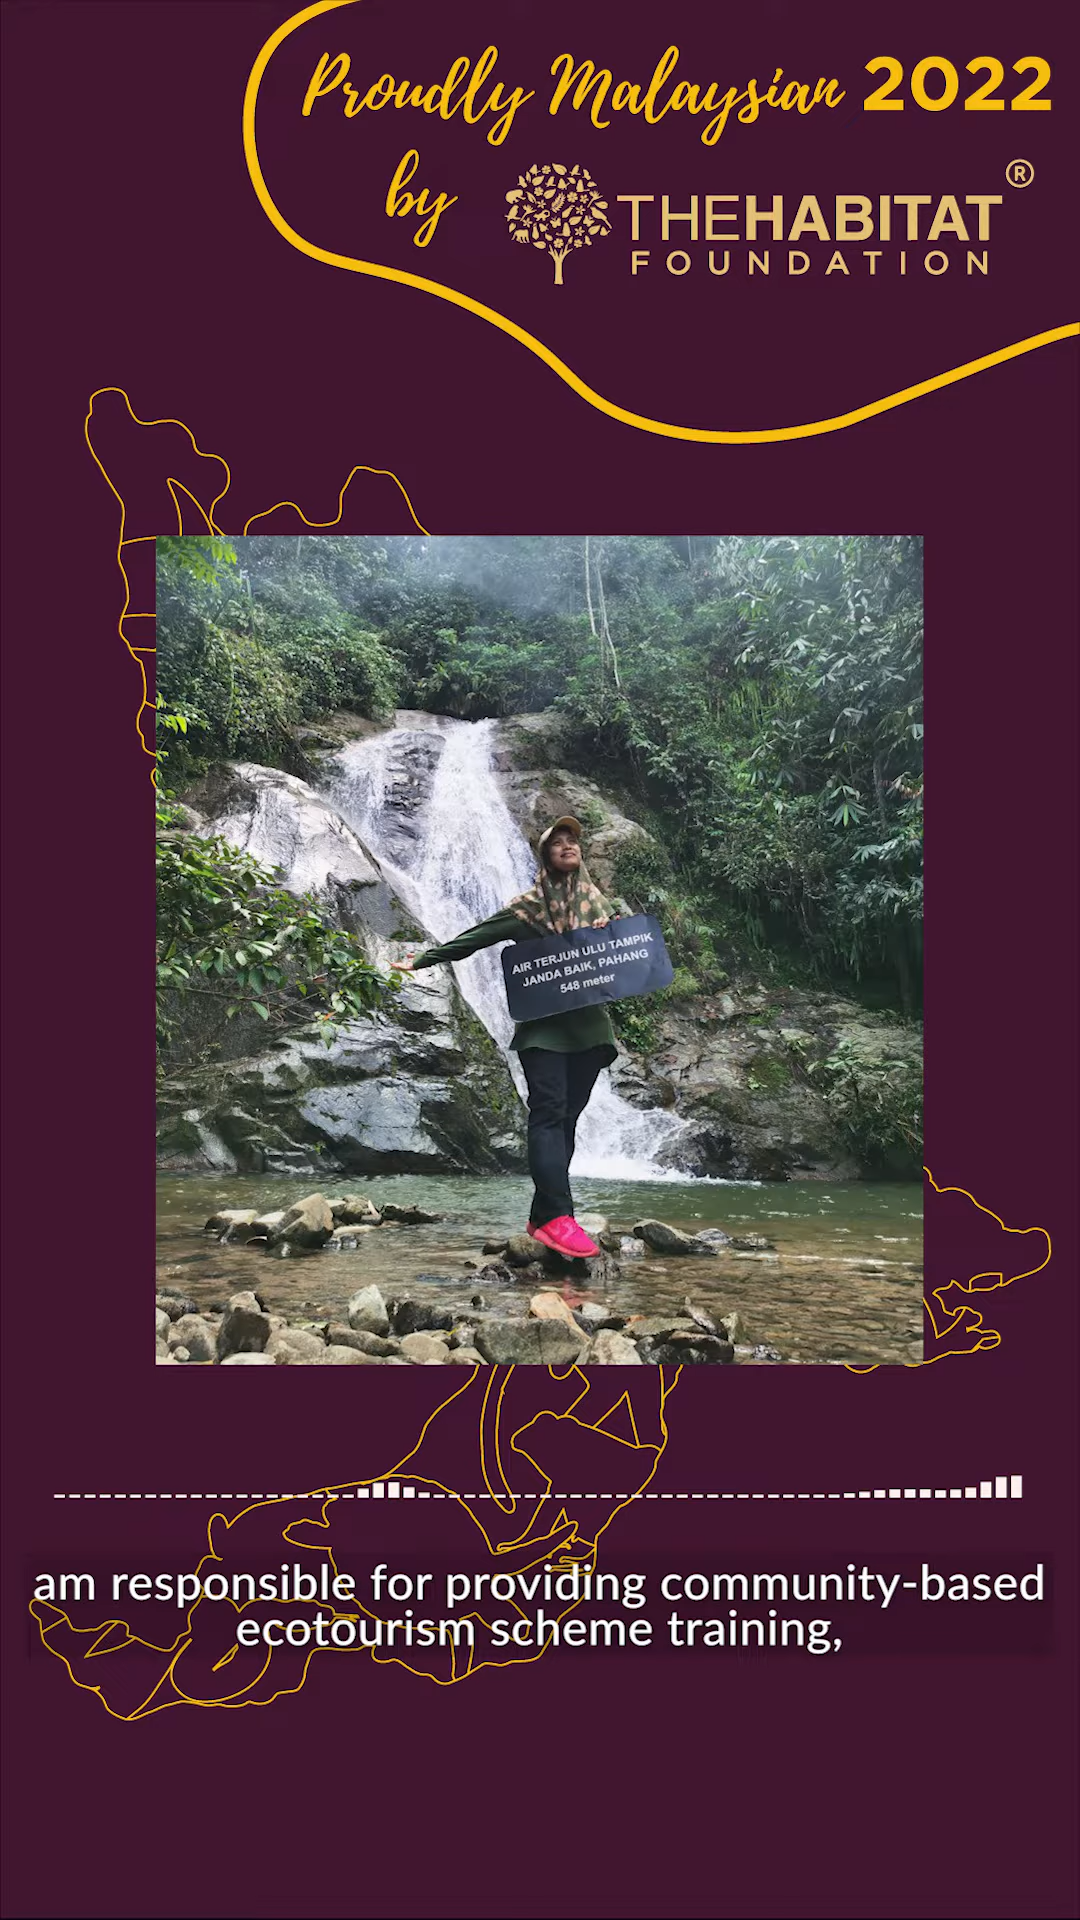 Proudly Malaysian 2022
by THEHABITAT®
FOUNDATION
AIR TERJUN ULU TAMPIK
JANDA BAIK, PAHANG
548 meter
am responsible for providing community-based
ecotourism scheme training,